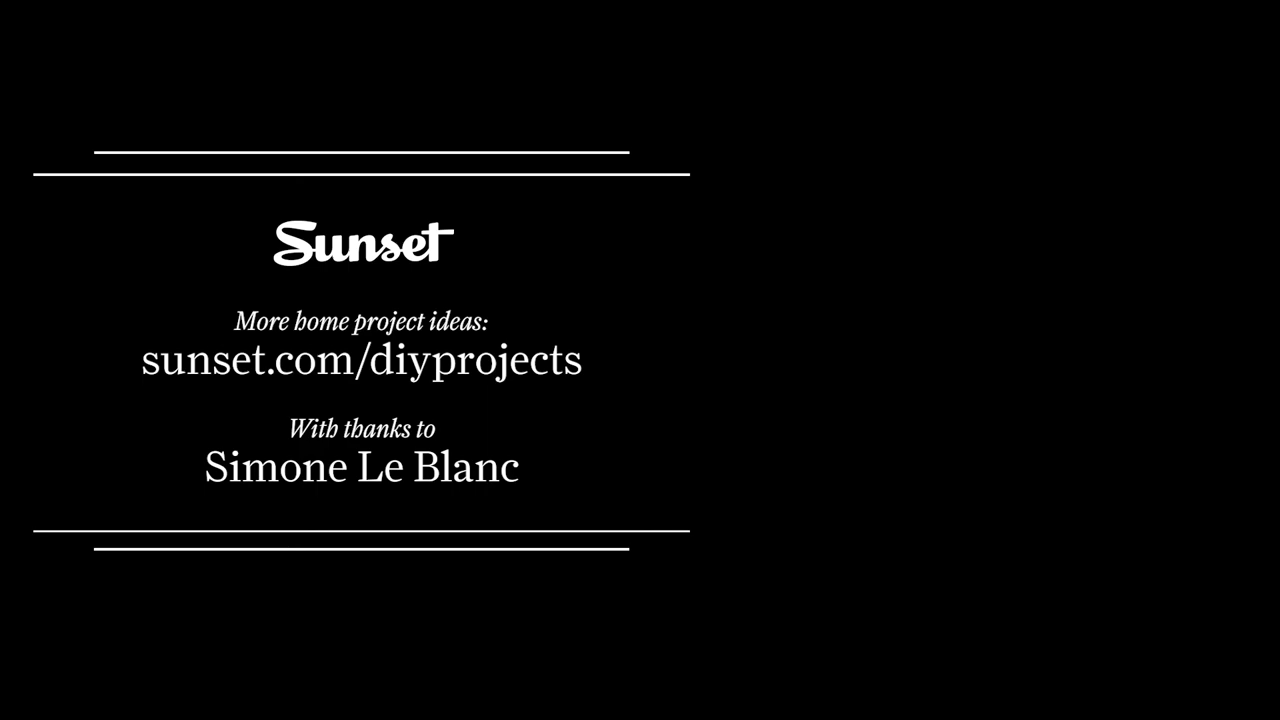 Sunset
More home project ideas:
sunset.com/diyprojects
With thanks to
Simone Le Blanc